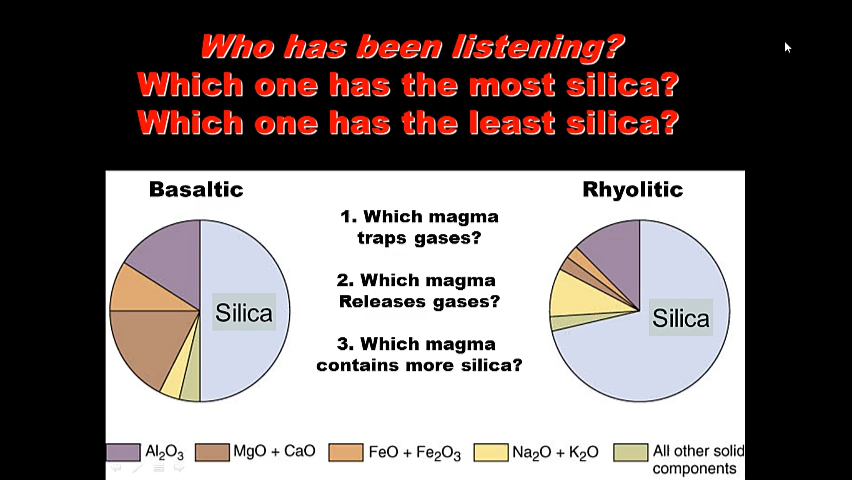 Who has been listening?
Which one has the most silica?
Which one has the least silica?
Basaltic
Rhyolitic
1. Which magma
traps gases?
2. Which magma
Releases gases?
3. Which magma
contains more silica?
Silica
Silica
Al₂O₃
MgO + CaO
FeO + Fe₂O₃
Na₂O + K₂O
All other solid
components